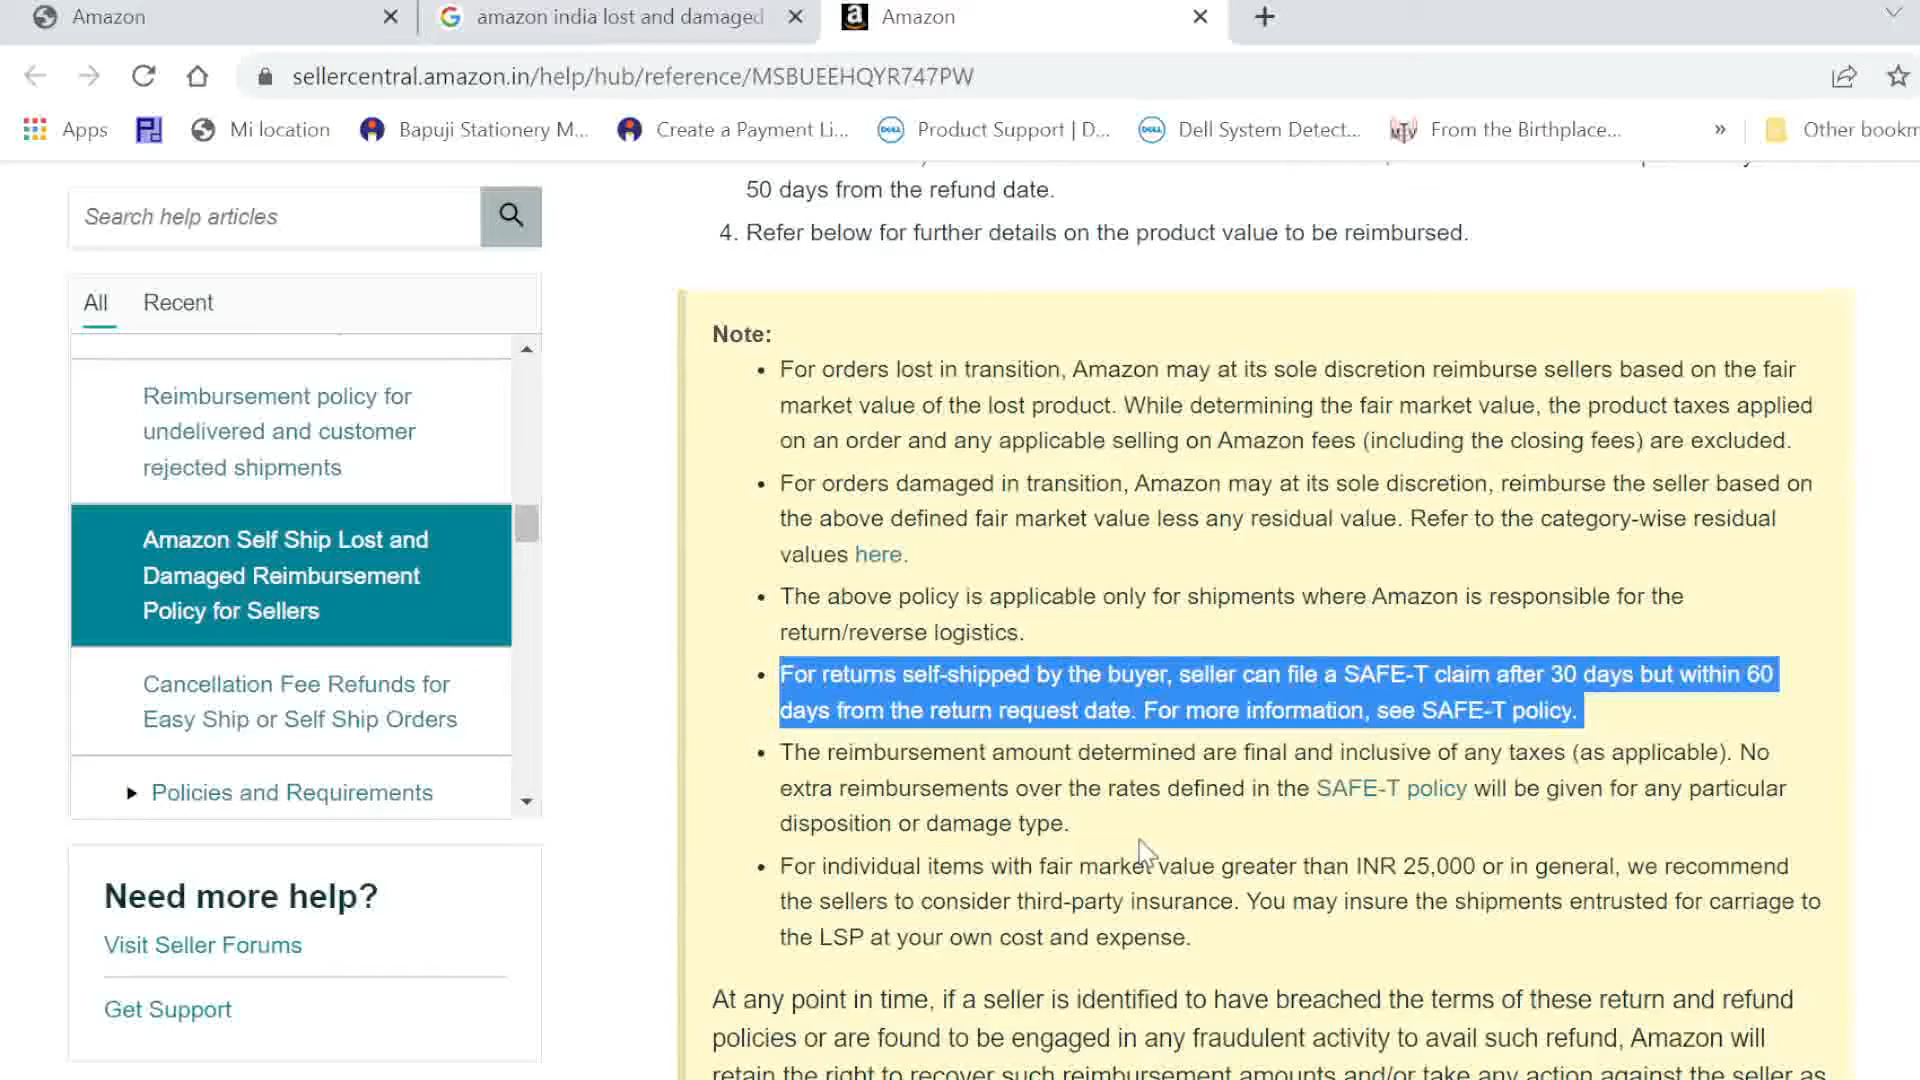 Amazon
amazon india lost and damaged
Amazon
sellercentral.amazon.in/help/hub/reference/MSBUEEHQYR747PW
Apps
Mi location
Bapuji Stationery M...
Create a Payment Li...
Product Support | D...
Dell System Detect...
From the Birthplace...
»
Other bookm
Search help articles
All
Recent
Reimbursement policy for
undelivered and customer
rejected shipments
Amazon Self Ship Lost and
Damaged Reimbursement
Policy for Sellers
Cancellation Fee Refunds for
Easy Ship or Self Ship Orders
Policies and Requirements
Need more help?
Visit Seller Forums
Get Support
50 days from the refund date.
4. Refer below for further details on the product value to be reimbursed.
Note:
• For orders lost in transition, Amazon may at its sole discretion reimburse sellers based on the fair
market value of the lost product. While determining the fair market value, the product taxes applied
on an order and any applicable selling on Amazon fees (including the closing fees) are excluded.
• For orders damaged in transition, Amazon may at its sole discretion, reimburse the seller based on
the above defined fair market value less any residual value. Refer to the category-wise residual
values here.
• The above policy is applicable only for shipments where Amazon is responsible for the
return/reverse logistics.
• For returns self-shipped by the buyer, seller can file a SAFE-T claim after 30 days but within 60
days from the return request date. For more information, see SAFE-T policy.
• The reimbursement amount determined are final and inclusive of any taxes (as applicable). No
extra reimbursements over the rates defined in the SAFE-T policy will be given for any particular
disposition or damage type.
• For individual items with fair market value greater than INR 25,000 or in general, we recommend
the sellers to consider third-party insurance. You may insure the shipments entrusted for carriage to
the LSP at your own cost and expense.
At any point in time, if a seller is identified to have breached the terms of these return and refund
policies or are found to be engaged in any fraudulent activity to avail such refund, Amazon will
retain the right to recover such reimbursement amounts and/or take any action against the seller as